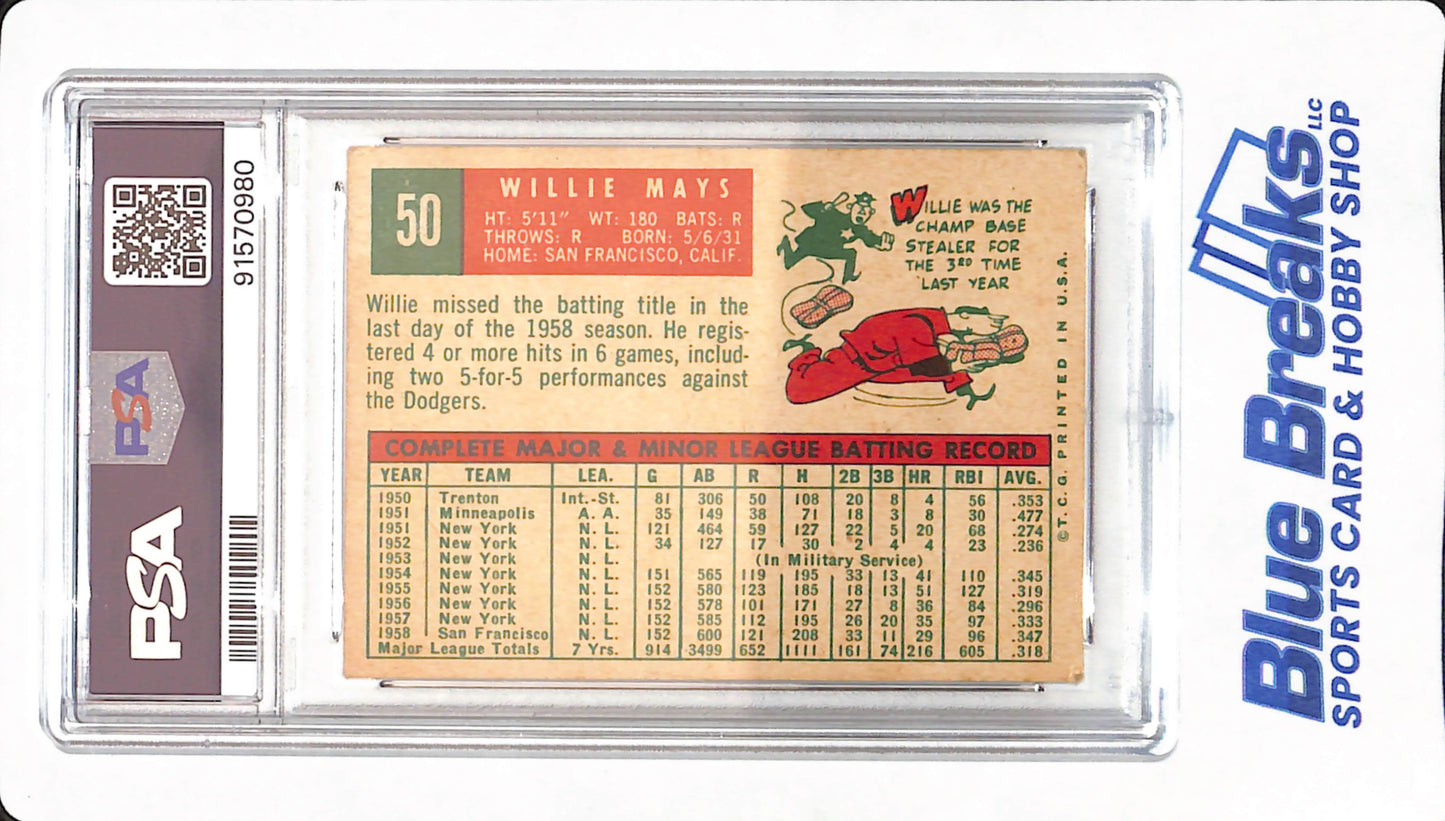 PSA
PSA
91570980
50
WILLIE MAYS
HT: 5'11" WT: 180 BATS: R
THROWS: R BORN: 5/6/31
HOME: SAN FRANCISCO, CALIF.
Willie missed the batting title in the
last day of the 1958 season. He regis-
tered 4 or more hits in 6 games, includ-
ing two 5-for-5 performances against
the Dodgers.
WILLIE WAS THE
CHAMP BASE
STEALER FOR
THE 3RD TIME
LAST YEAR
COMPLETE MAJOR & MINOR LEAGUE BATTING RECORD
YEAR TEAM LEA. G AB R H 2B 3B HR RBI AVG.
1950 Trenton Int.-St. 81 306 50 108 20 8 4 56 .353
1951 Minneapolis A. A. 35 149 38 71 18 3 8 30 .477
1951 New York N. L. 121 464 59 127 22 5 20 68 .274
1952 New York N. L. 34 127 17 30 2 4 4 23 .236
1953 New York N. L. (In Military Service)
1954 New York N. L. 151 565 119 195 33 13 41 110 .345
1955 New York N. L. 152 580 123 185 18 13 51 127 .319
1956 New York N. L. 152 578 101 171 27 8 36 84 .296
1957 New York N. L. 152 585 112 195 26 20 35 97 .333
1958 San Francisco N. L. 152 600 121 208 33 11 29 96 .347
Major League Totals 7 Yrs. 914 3499 652 1111 161 74 216 605 .318
©T. C. G. PRINTED IN U.S.A.
Blue Breaks LLC
SPORTS CARD & HOBBY SHOP